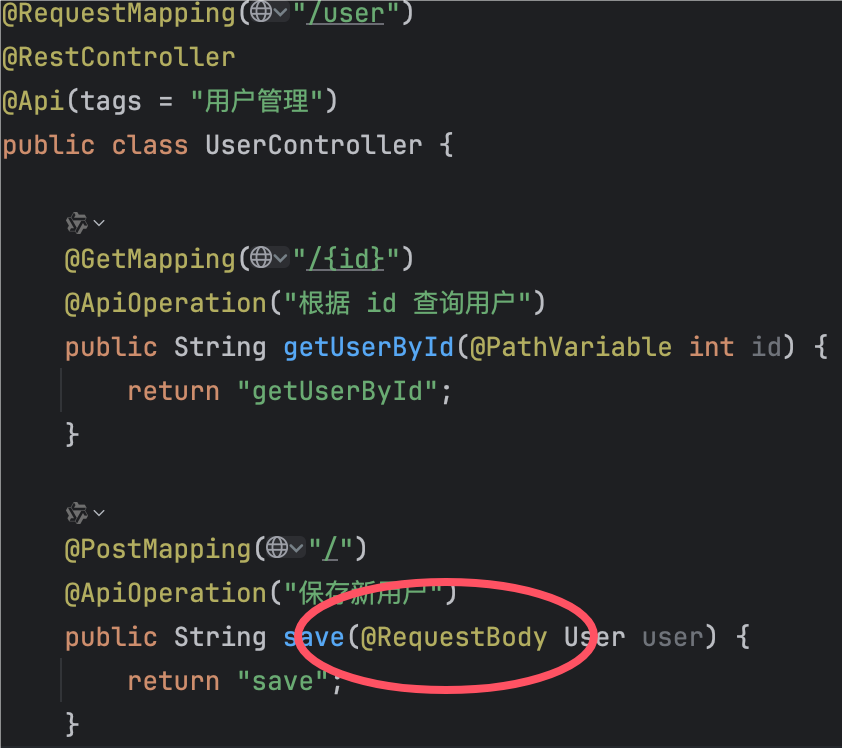 @RequestMapping("/user")
@RestController
@Api(tags = "用户管理")
public class UserController {
@GetMapping("/{id}")
@ApiOperation("根据 id 查询用户")
public String getUserById(@PathVariable int id) {
return "getUserById";
}
@PostMapping("/")
@ApiOperation("保存新用户")
public String save(@RequestBody User user) {
return "save";
}